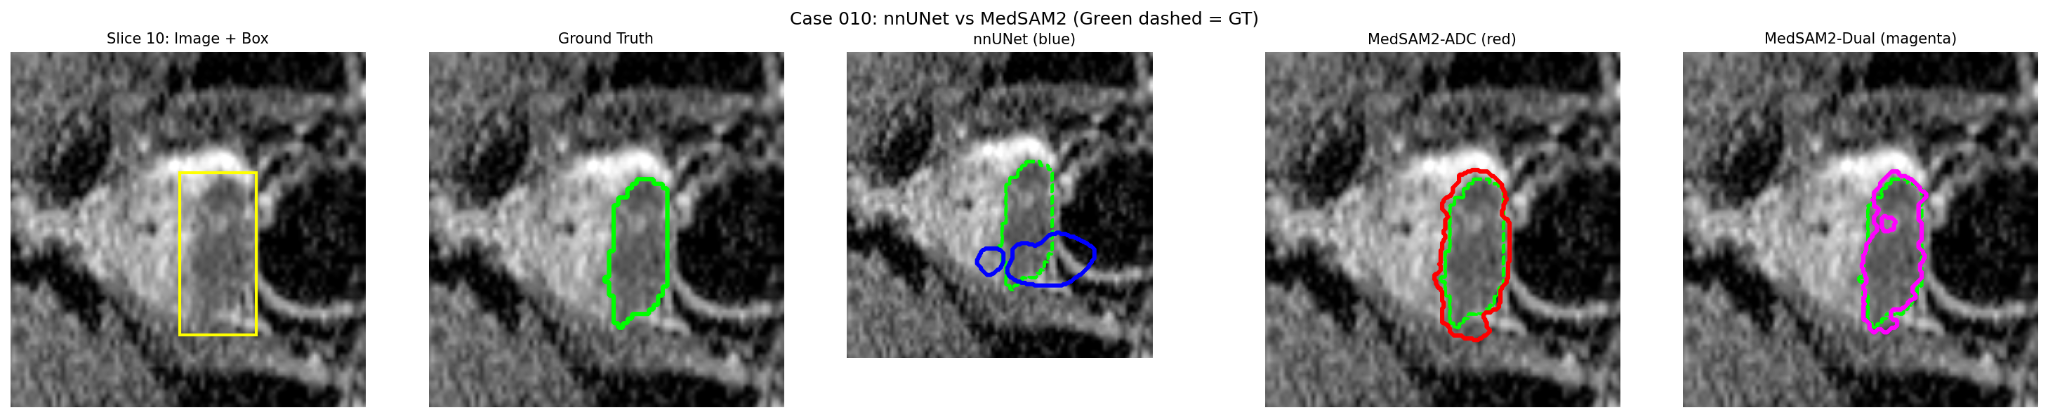 Case 010: nnUNet vs MedSAM2 (Green dashed = GT)
Slice 10: Image + Box
Ground Truth
nnUNet (blue)
MedSAM2-ADC (red)
MedSAM2-Dual (magenta)